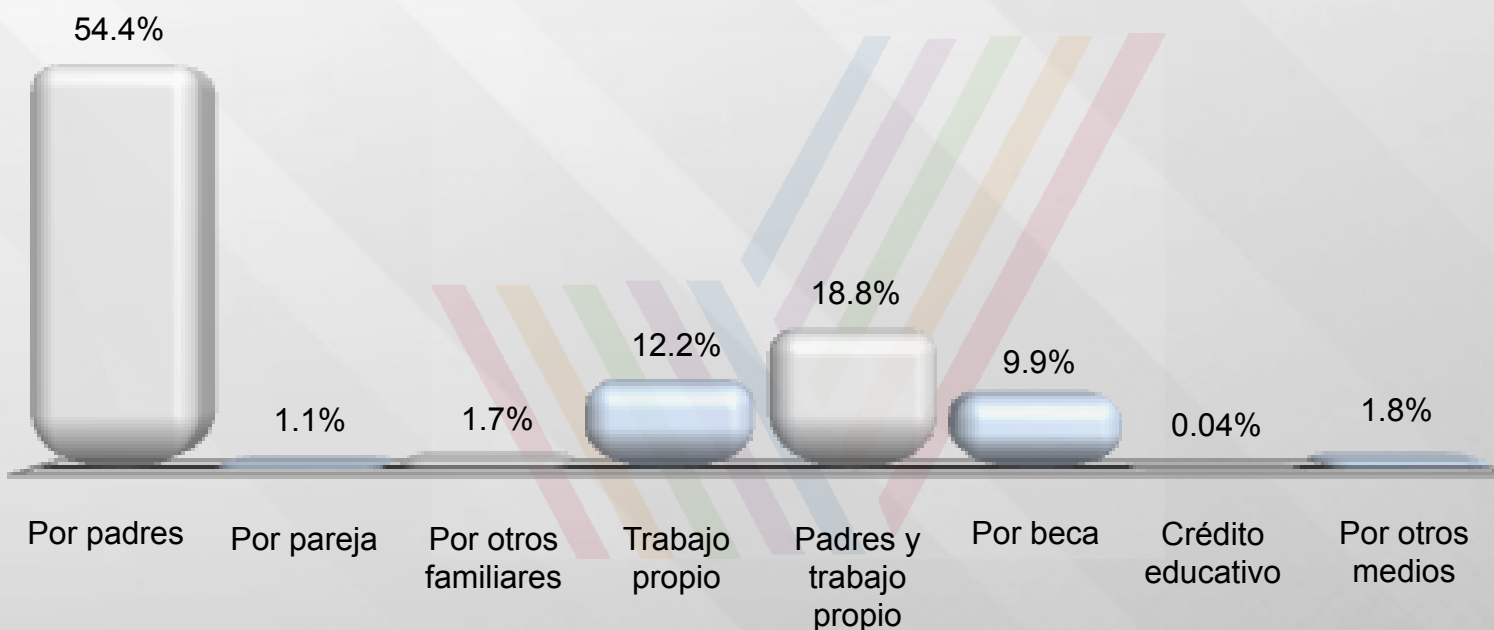 54.4%
1.1%
1.7%
12.2%
18.8%
9.9%
0.04%
1.8%
Por padres
Por pareja
Por otros
familiares
Trabajo
propio
Padres y
trabajo
propio
Por beca
Crédito
educativo
Por otros
medios